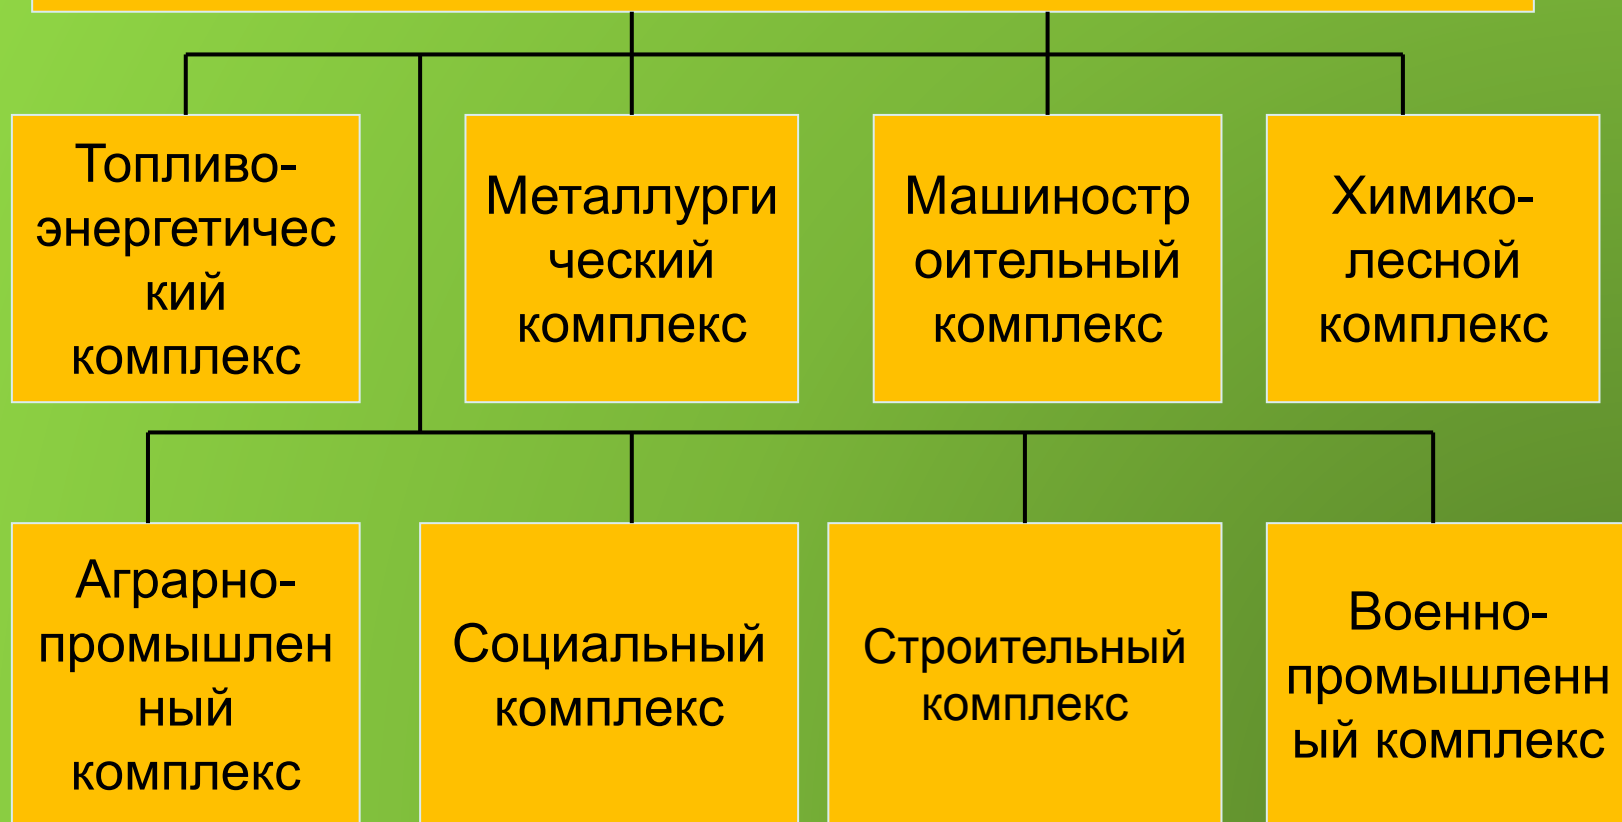 Топливо-
энергетичес
кий
комплекс
Металлурги
ческий
комплекс
Машиностр
оительный
комплекс
Химико-
лесной
комплекс
Аграрно-
промышлен
ный
комплекс
Социальный
комплекс
Строительный
комплекс
Военно-
промышленн
ый комплекс